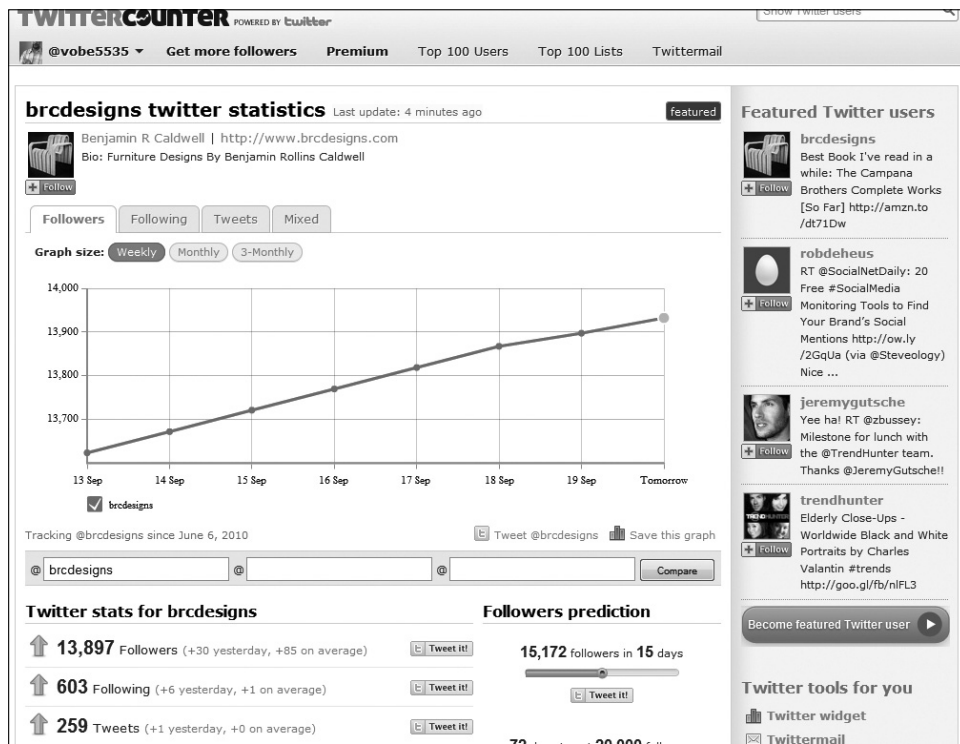 TWITTERCOUNTER POWERED BY twitter
Show Twitter users
@vobe5535 Get more followers Premium Top 100 Users Top 100 Lists Twittermail
brcdesigns twitter statistics Last update: 4 minutes ago featured
Benjamin R Caldwell | http://www.brcdesigns.com
Bio: Furniture Designs By Benjamin Rollins Caldwell
+ Follow
Followers Following Tweets Mixed
Graph size: Weekly Monthly 3-Monthly
14,000
13,900
13,800
13,700
13 Sep 14 Sep 15 Sep 16 Sep 17 Sep 18 Sep 19 Sep Tomorrow
brcdesigns
Tracking @brcdesigns since June 6, 2010 t Tweet @brcdesigns Save this graph
@ brcdesigns @ @ Compare
Twitter stats for brcdesigns
13,897 Followers (+30 yesterday, +85 on average) t Tweet it!
603 Following (+6 yesterday, +1 on average) t Tweet it!
259 Tweets (+1 yesterday, +0 on average) t Tweet it!
Followers prediction
15,172 followers in 15 days
t Tweet it!
Featured Twitter users
brcdesigns
Best Book I've read in a
while: The Campana
+ Follow
Brothers Complete Works
[So Far] http://amzn.to
/dt71Dw
robdeheus
RT @SocialNetDaily: 20
Free #SocialMedia
+ Follow
Monitoring Tools to Find
Your Brand's Social
Mentions http://ow.ly
/2GqUa (via @Steveology)
Nice ...
jeremygutsche
Yee ha! RT @zbussey:
Milestone for lunch with
+ Follow
the @TrendHunter team.
Thanks @JeremyGutsche!!
trendhunter
TREND HUNTER
Elderly Close-Ups -
Worldwide Black and White
+ Follow
Portraits by Charles
Valantin #trends
http://goo.gl/fb/nlFL3
Become featured Twitter user
Twitter tools for you
Twitter widget
Twittermail